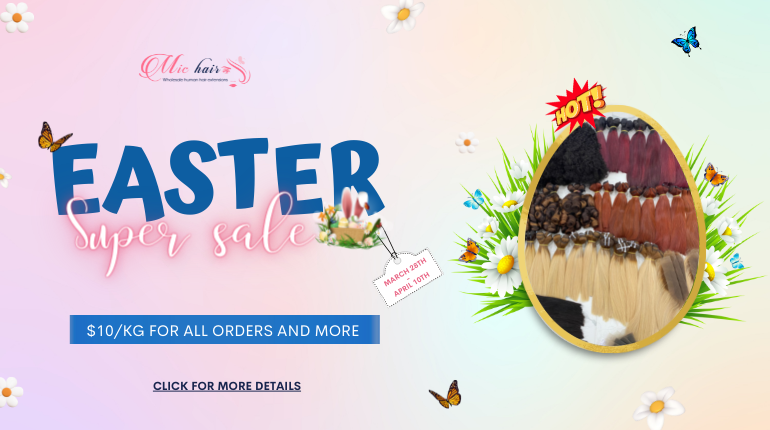 Mic hair
Wholesale human hair extensions
HOT!
EASTER
Super sale
MARCH 28TH
-
APRIL 10TH
$10/KG FOR ALL ORDERS AND MORE
CLICK FOR MORE DETAILS